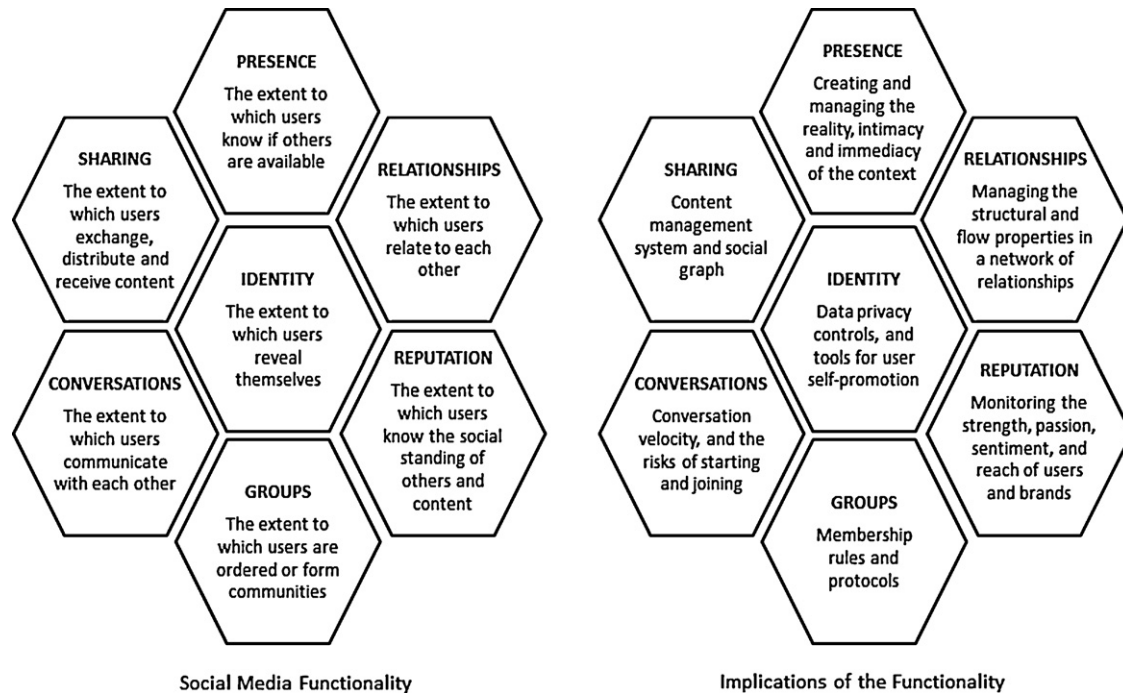 PRESENCE
The extent to
which users
know if others
are available
SHARING
The extent to
which users
exchange,
distribute and
receive content
RELATIONSHIPS
The extent to
which users
relate to each
other
IDENTITY
The extent to
which users
reveal
themselves
CONVERSATIONS
The extent to
which users
communicate
with each other
REPUTATION
The extent to
which users
know the social
standing of
others and
content
GROUPS
The extent to
which users are
ordered or form
communities
Social Media Functionality
PRESENCE
Creating and
managing the
reality, intimacy
and immediacy
of the context
SHARING
Content
management
system and social
graph
RELATIONSHIPS
Managing the
structural and
flow properties in
a network of
relationships
IDENTITY
Data privacy
controls, and
tools for user
self-promotion
CONVERSATIONS
Conversation
velocity, and the
risks of starting
and joining
REPUTATION
Monitoring the
strength, passion,
sentiment, and
reach of users
and brands
GROUPS
Membership
rules and
protocols
Implications of the Functionality